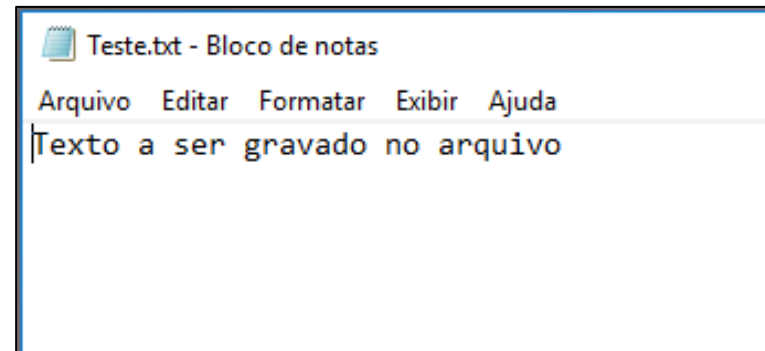 Teste.txt - Bloco de notas
Arquivo Editar Formatar Exibir Ajuda
Texto a ser gravado no arquivo